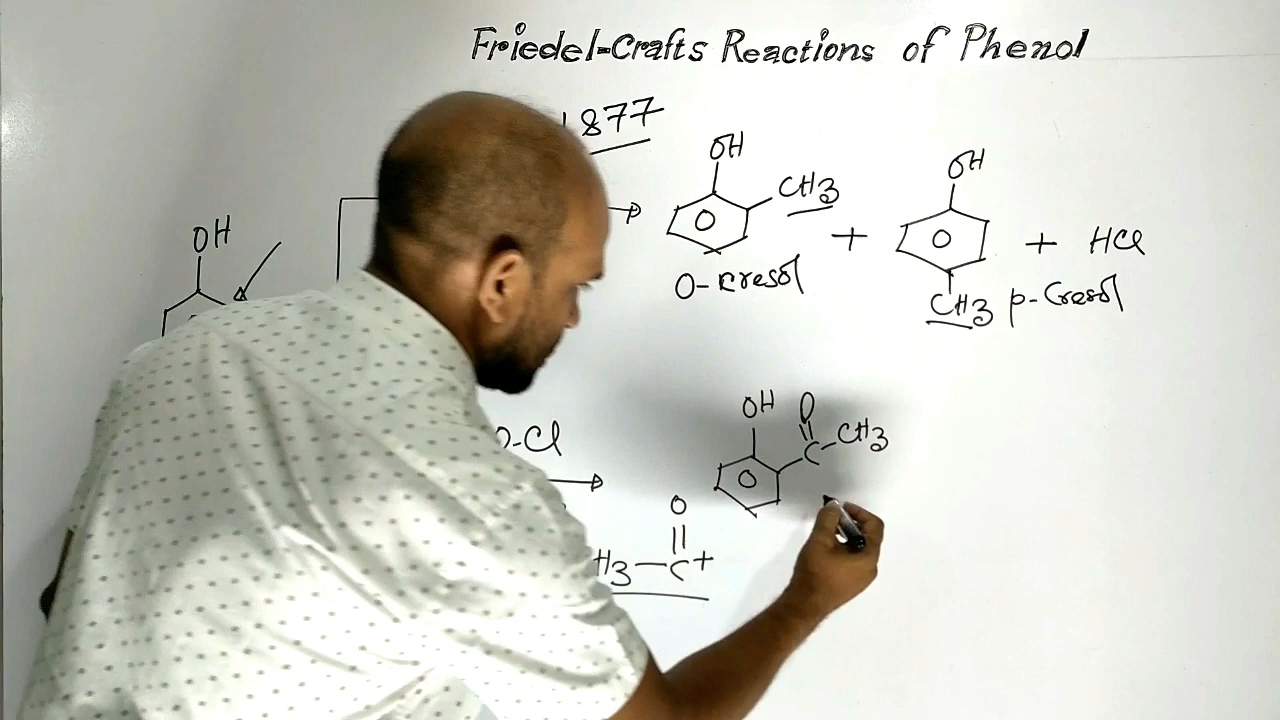 Friedel-Crafts Reactions of Phenol
1877
OH
CH3
O-Cresol
+
OH
CH3
p-Cresol
+ HCl
OH
O-Cl
OH
O
C-CH3
O
H3-C+